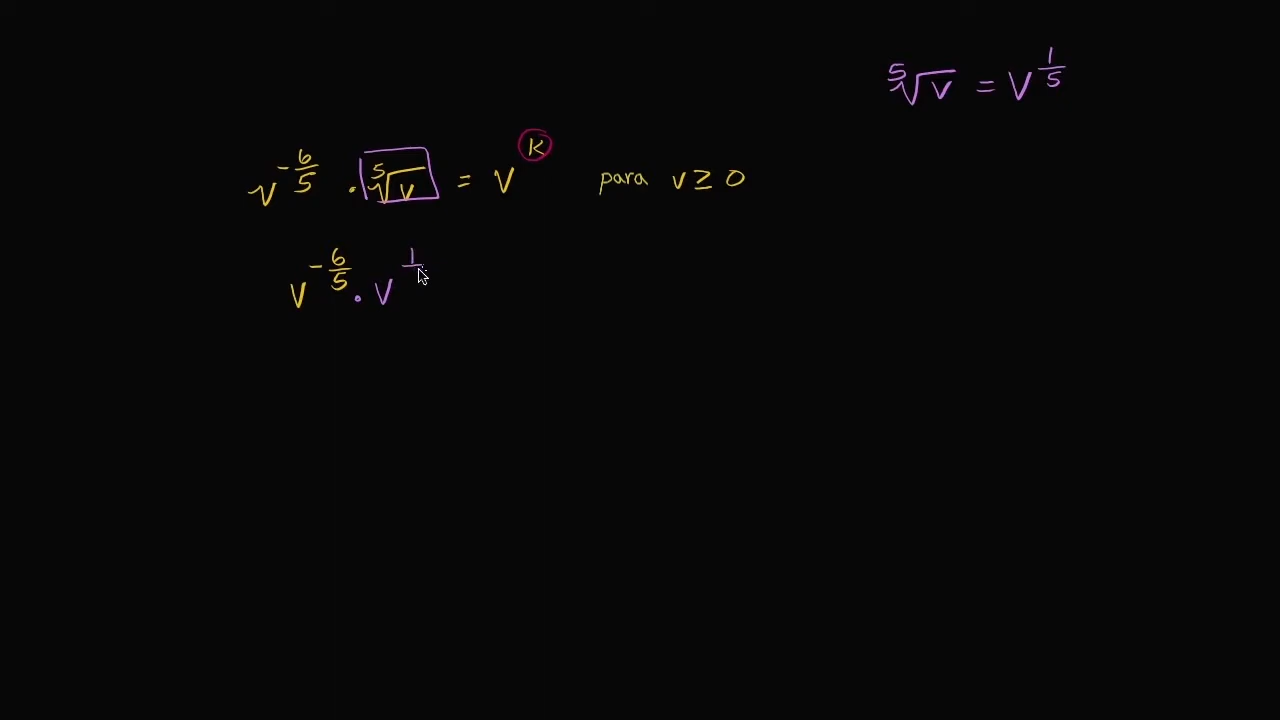 ⁵√v = v^(1/5)
v^(-6/5) · ⁵√v = v^k para v ≥ 0
v^(-6/5) · v^(1/